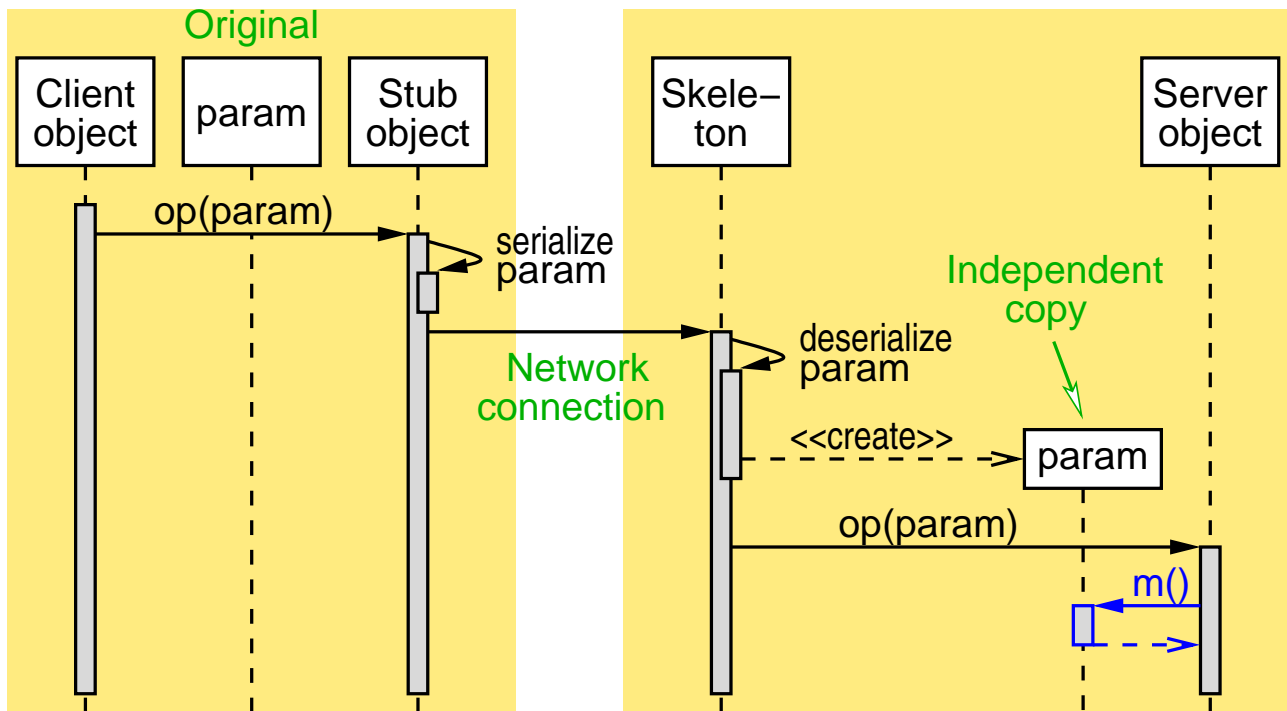 Original
Client
object
param
Stub
object
Skele–
ton
Server
object
op(param)
serialize
param
Network
connection
deserialize
param
Independent
copy
<<create>>
param
op(param)
m()